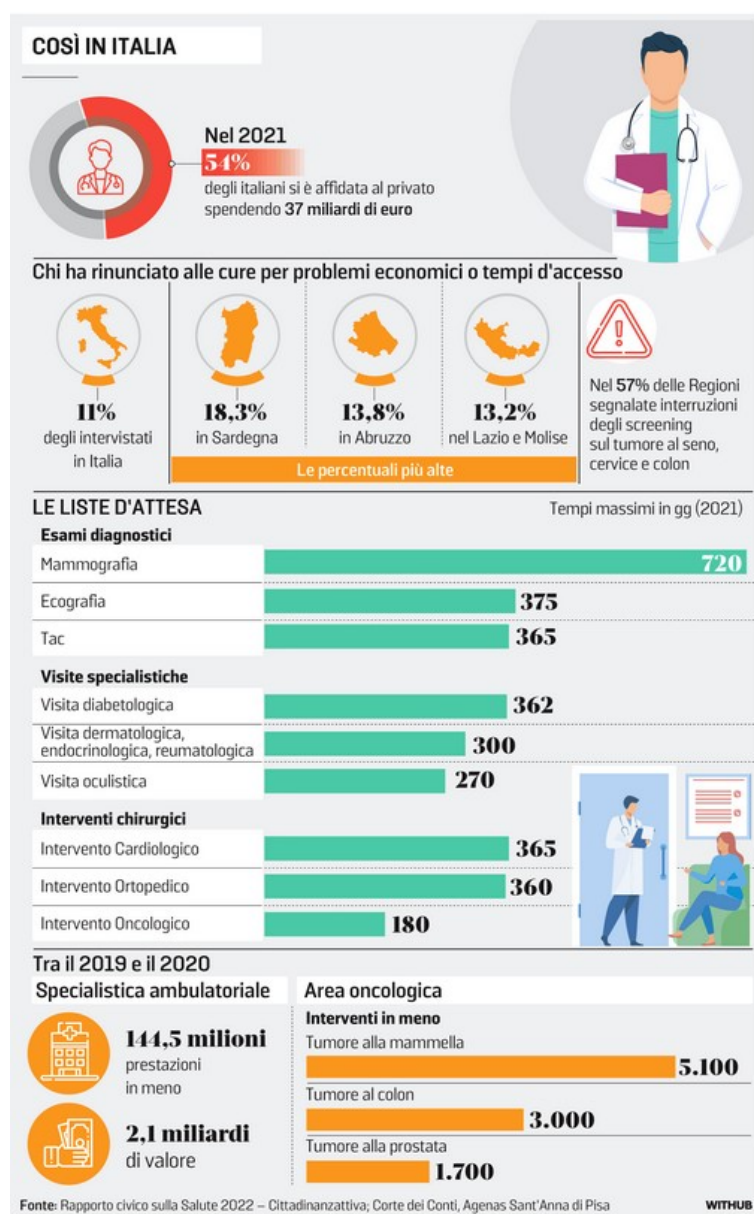 COSÌ IN ITALIA
Nel 2021
54%
degli italiani si è affidata al privato
spendendo 37 miliardi di euro
Chi ha rinunciato alle cure per problemi economici o tempi d'accesso
11%
degli intervistati
in Italia
18,3%
in Sardegna
13,8%
in Abruzzo
13,2%
nel Lazio e Molise
Le percentuali più alte
Nel 57% delle Regioni
segnalate interruzioni
degli screening
sul tumore al seno,
cervice e colon
LE LISTE D'ATTESA
Tempi massimi in gg (2021)
Esami diagnostici
Mammografia 720
Ecografia 375
Tac 365
Visite specialistiche
Visita diabetologica 362
Visita dermatologica,
endocrinologica, reumatologica 300
Visita oculistica 270
Interventi chirurgici
Intervento Cardiologico 365
Intervento Ortopedico 360
Intervento Oncologico 180
Tra il 2019 e il 2020
Specialistica ambulatoriale
144,5 milioni
prestazioni
in meno
2,1 miliardi
di valore
Area oncologica
Interventi in meno
Tumore alla mammella
5.100
Tumore al colon
3.000
Tumore alla prostata
1.700
Fonte: Rapporto civico sulla Salute 2022 – Cittadinanzattiva; Corte dei Conti, Agenas Sant'Anna di Pisa
WITHUB